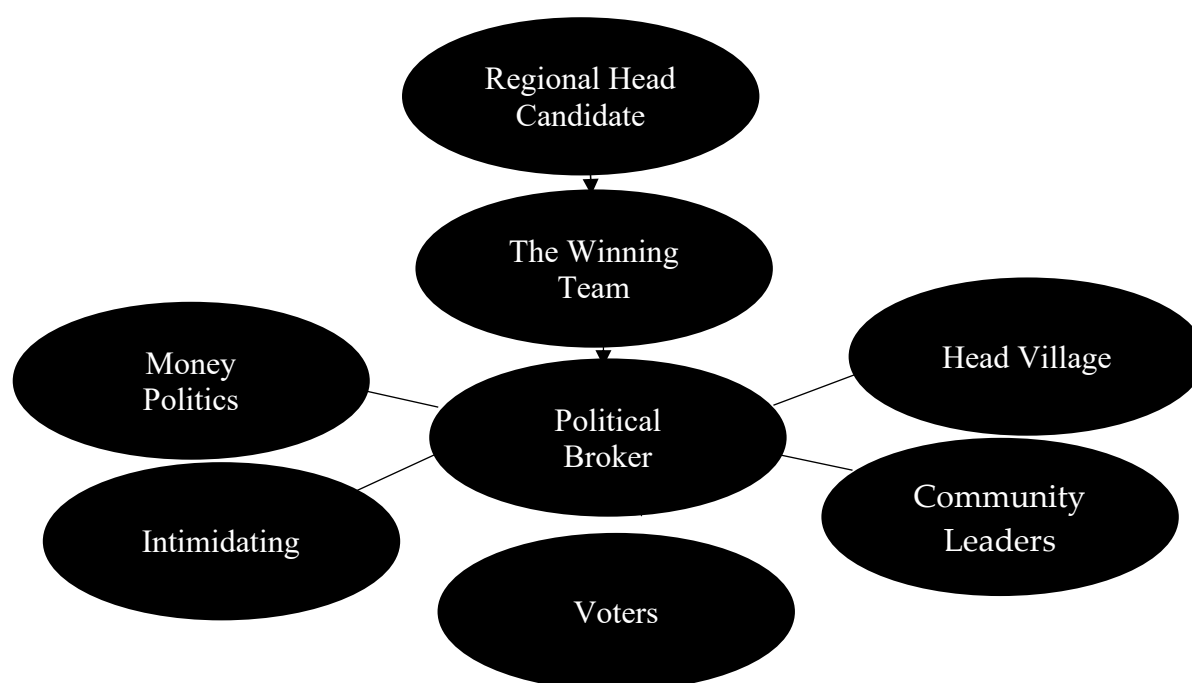 Regional Head
Candidate
The Winning
Team
Money
Politics
Political
Broker
Head Village
Intimidating
Community
Leaders
Voters